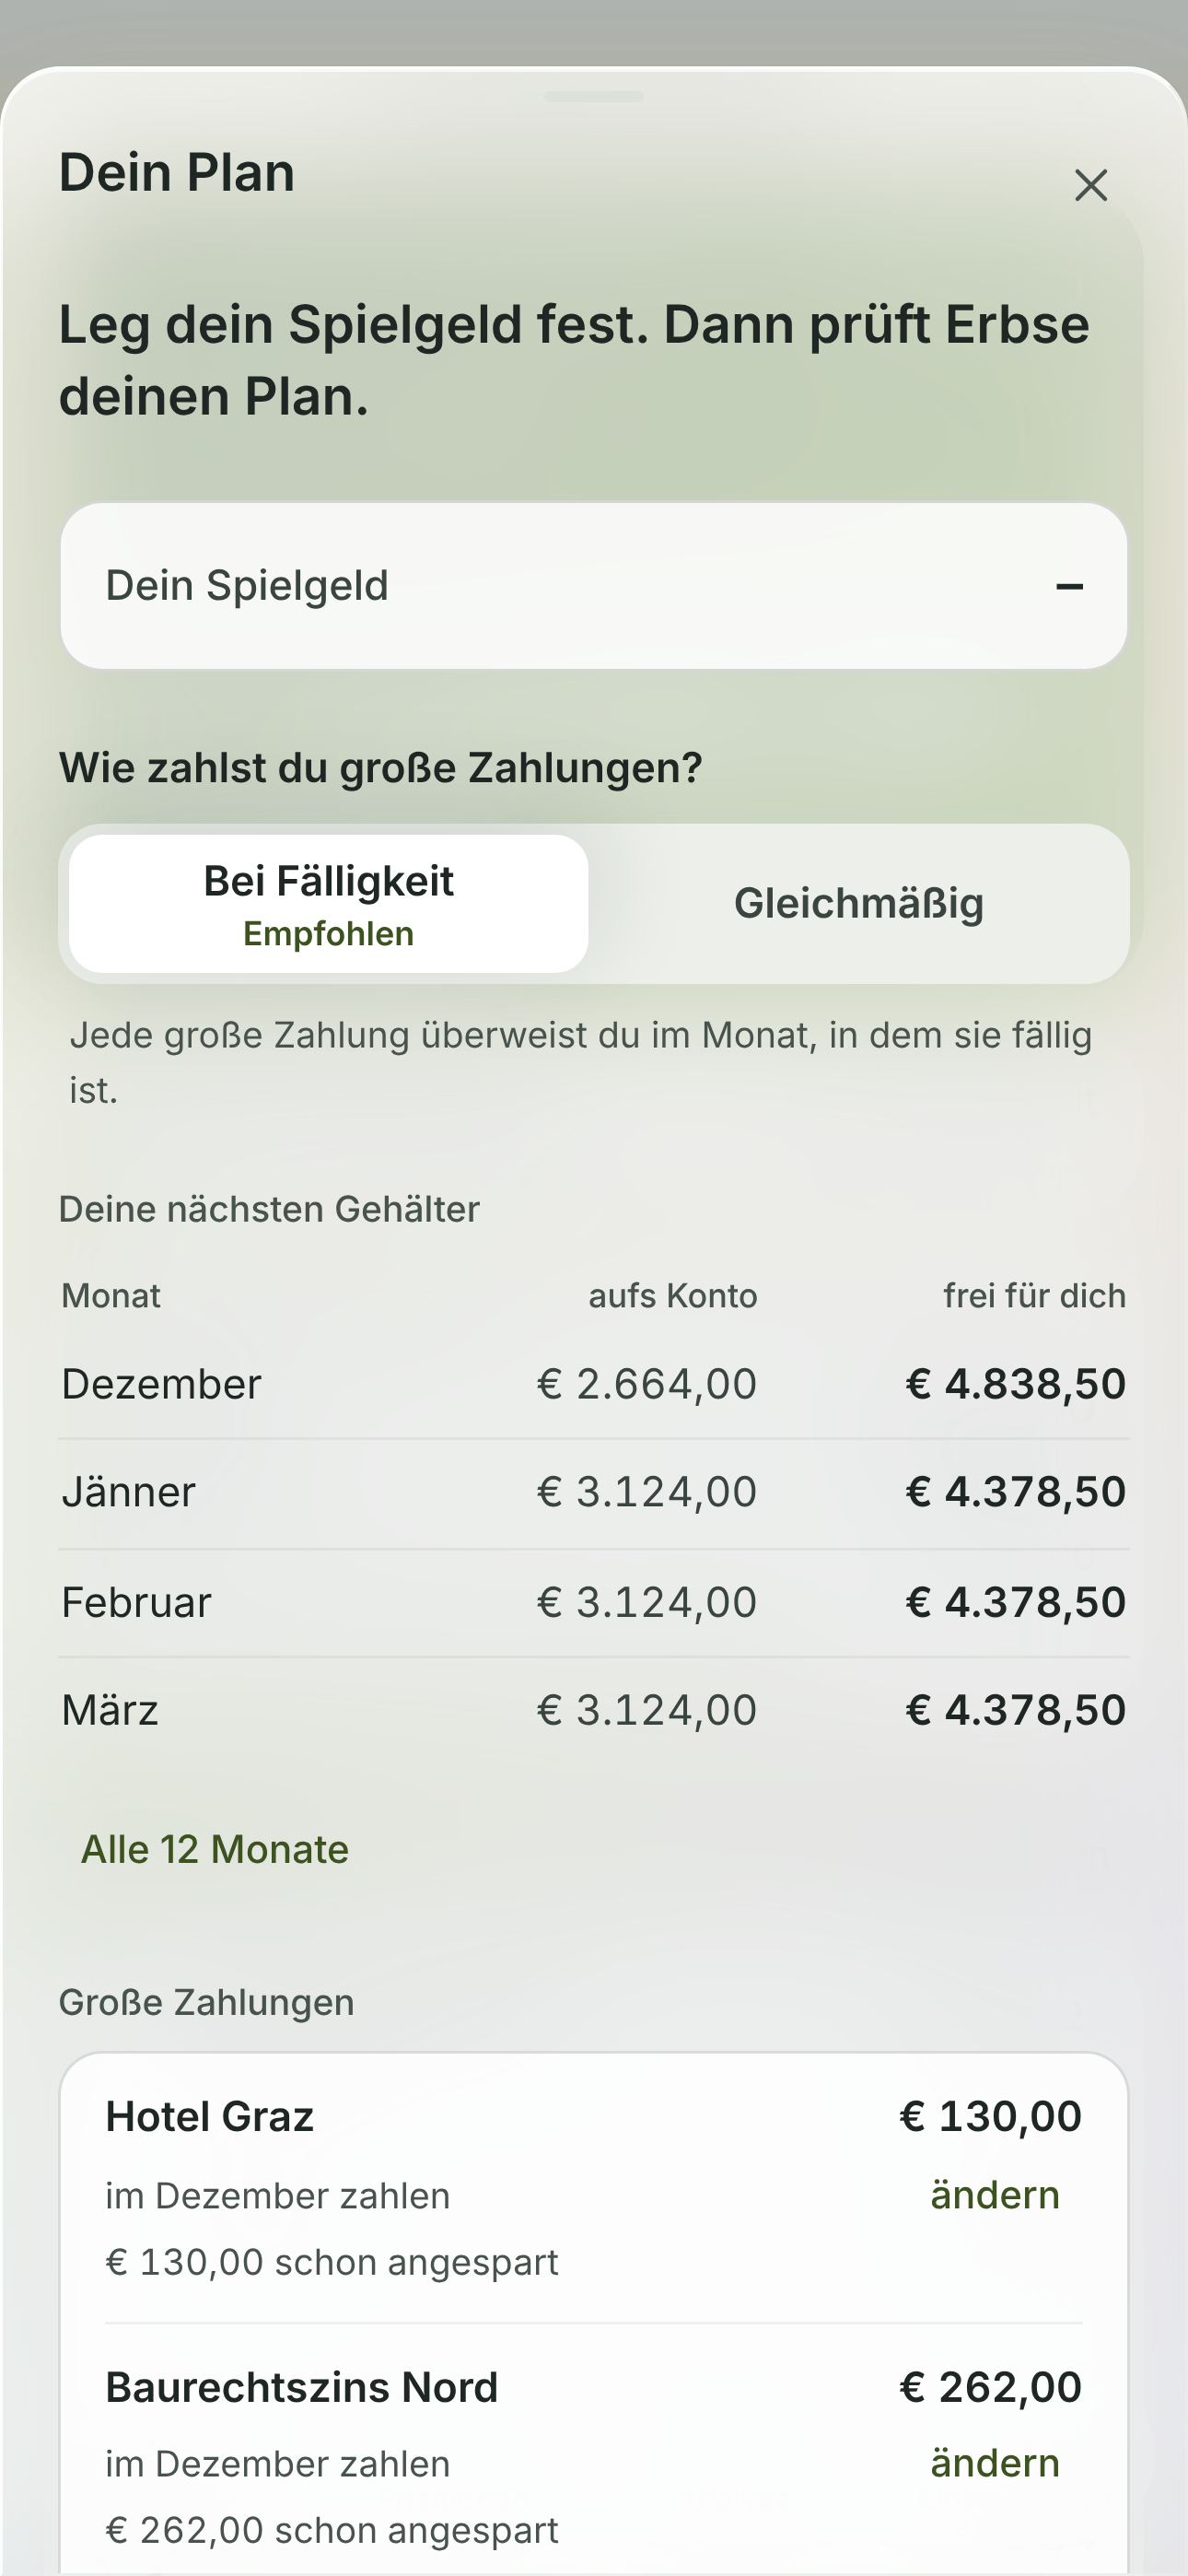 Dein Plan
Leg dein Spielgeld fest. Dann prüft Erbse
deinen Plan.
Dein Spielgeld –
Wie zahlst du große Zahlungen?
Bei Fälligkeit
Empfohlen
Gleichmäßig
Jede große Zahlung überweist du im Monat, in dem sie fällig
ist.
Deine nächsten Gehälter
Monat aufs Konto frei für dich
Dezember € 2.664,00 € 4.838,50
Jänner € 3.124,00 € 4.378,50
Februar € 3.124,00 € 4.378,50
März € 3.124,00 € 4.378,50
Alle 12 Monate
Große Zahlungen
Hotel Graz € 130,00
im Dezember zahlen ändern
€ 130,00 schon angespart
Baurechtszins Nord € 262,00
im Dezember zahlen ändern
€ 262,00 schon angespart